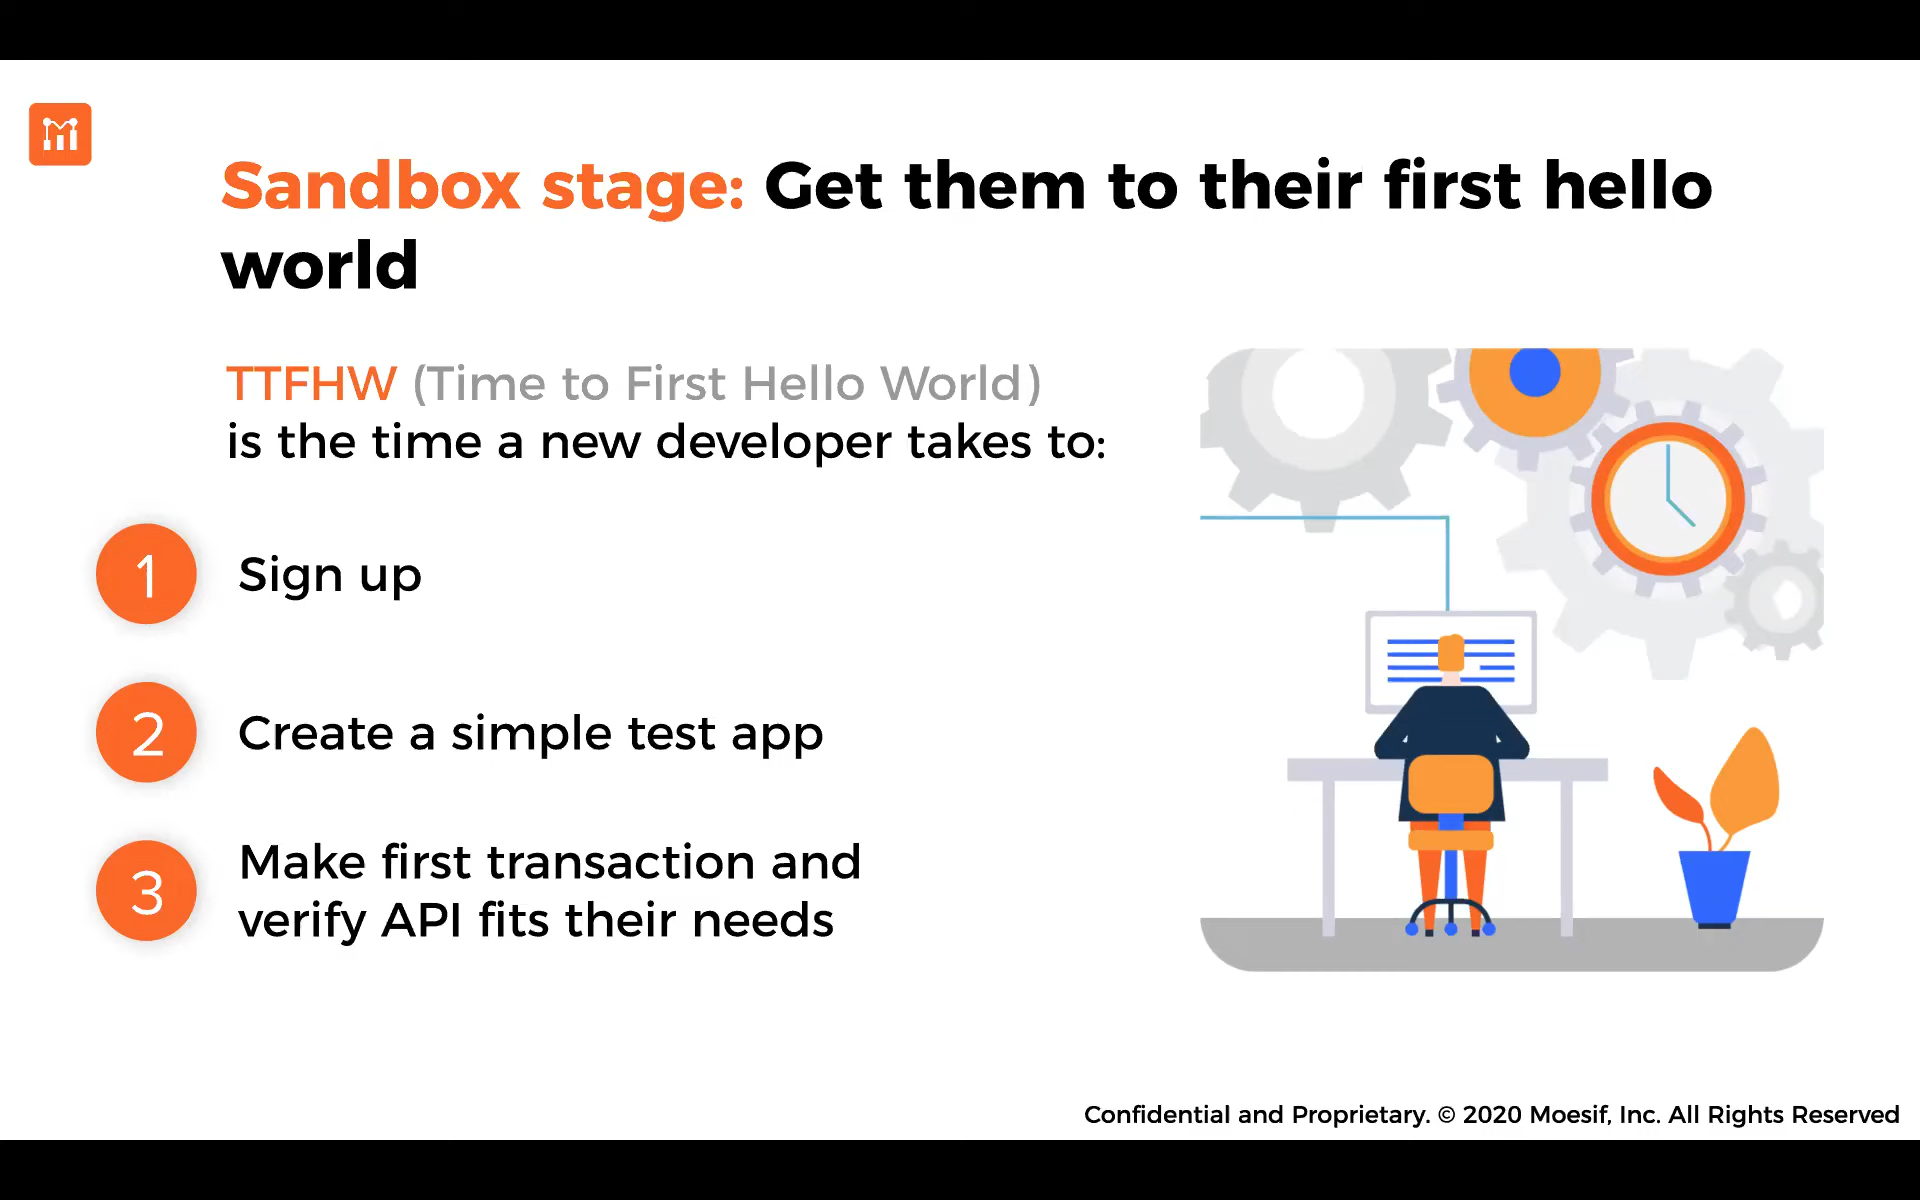 Sandbox stage: Get them to their first hello
world
TTFHW (Time to First Hello World)
is the time a new developer takes to:
1 Sign up
2 Create a simple test app
3 Make first transaction and
verify API fits their needs
Confidential and Proprietary. © 2020 Moesif, Inc. All Rights Reserved